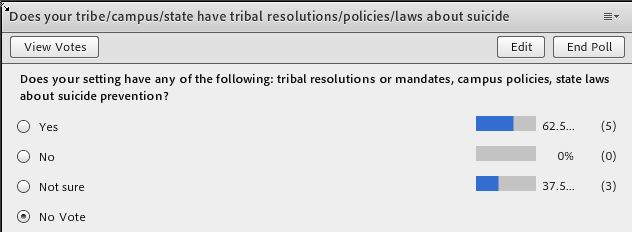 Does your tribe/campus/state have tribal resolutions/policies/laws about suicide
View Votes Edit End Poll
Does your setting have any of the following: tribal resolutions or mandates, campus policies, state laws
about suicide prevention?
Yes 62.5... (5)
No 0% (0)
Not sure 37.5... (3)
No Vote